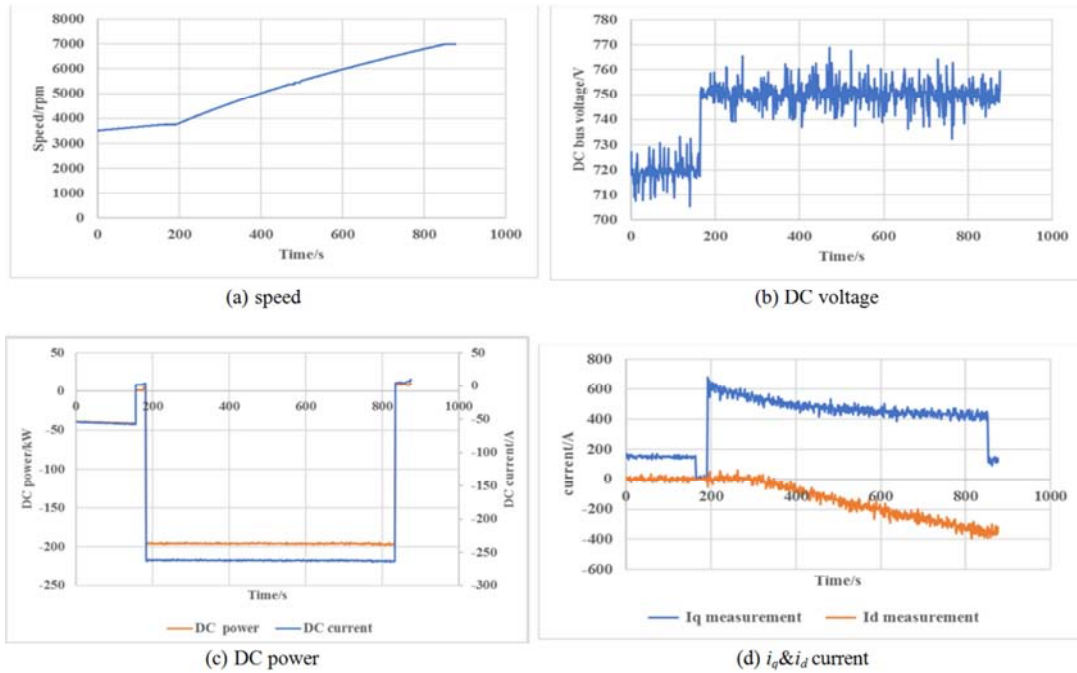 8000
7000
6000
5000
4000
3000
2000
1000
0
Speed/rpm
0 200 400 600 800 1000
Time/s
(a) speed
780
770
760
750
740
730
720
710
700
DC bus voltage/V
0 200 400 600 800 1000
Time/s
(b) DC voltage
50
0
-50
-100
-150
-200
-250
DC power/kW
0 200 400 600 800 1000
50
0
-50
-100
-150
-200
-250
-300
DC current/A
Time/s
DC power DC current
(c) DC power
800
600
400
200
0
-200
-400
-600
current/A
0 200 400 600 800 1000
Time/s
Iq measurement Id measurement
(d) iq&id current